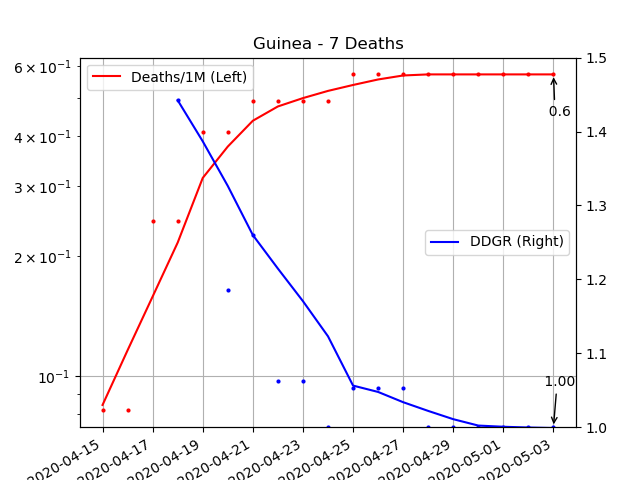 Guinea - 7 Deaths
Deaths/1M (Left)
DDGR (Right)
6 × 10⁻¹
4 × 10⁻¹
3 × 10⁻¹
2 × 10⁻¹
10⁻¹
1.5
1.4
1.3
1.2
1.1
1.0
0.6
1.00
2020-04-15
2020-04-17
2020-04-19
2020-04-21
2020-04-23
2020-04-25
2020-04-27
2020-04-29
2020-05-01
2020-05-03